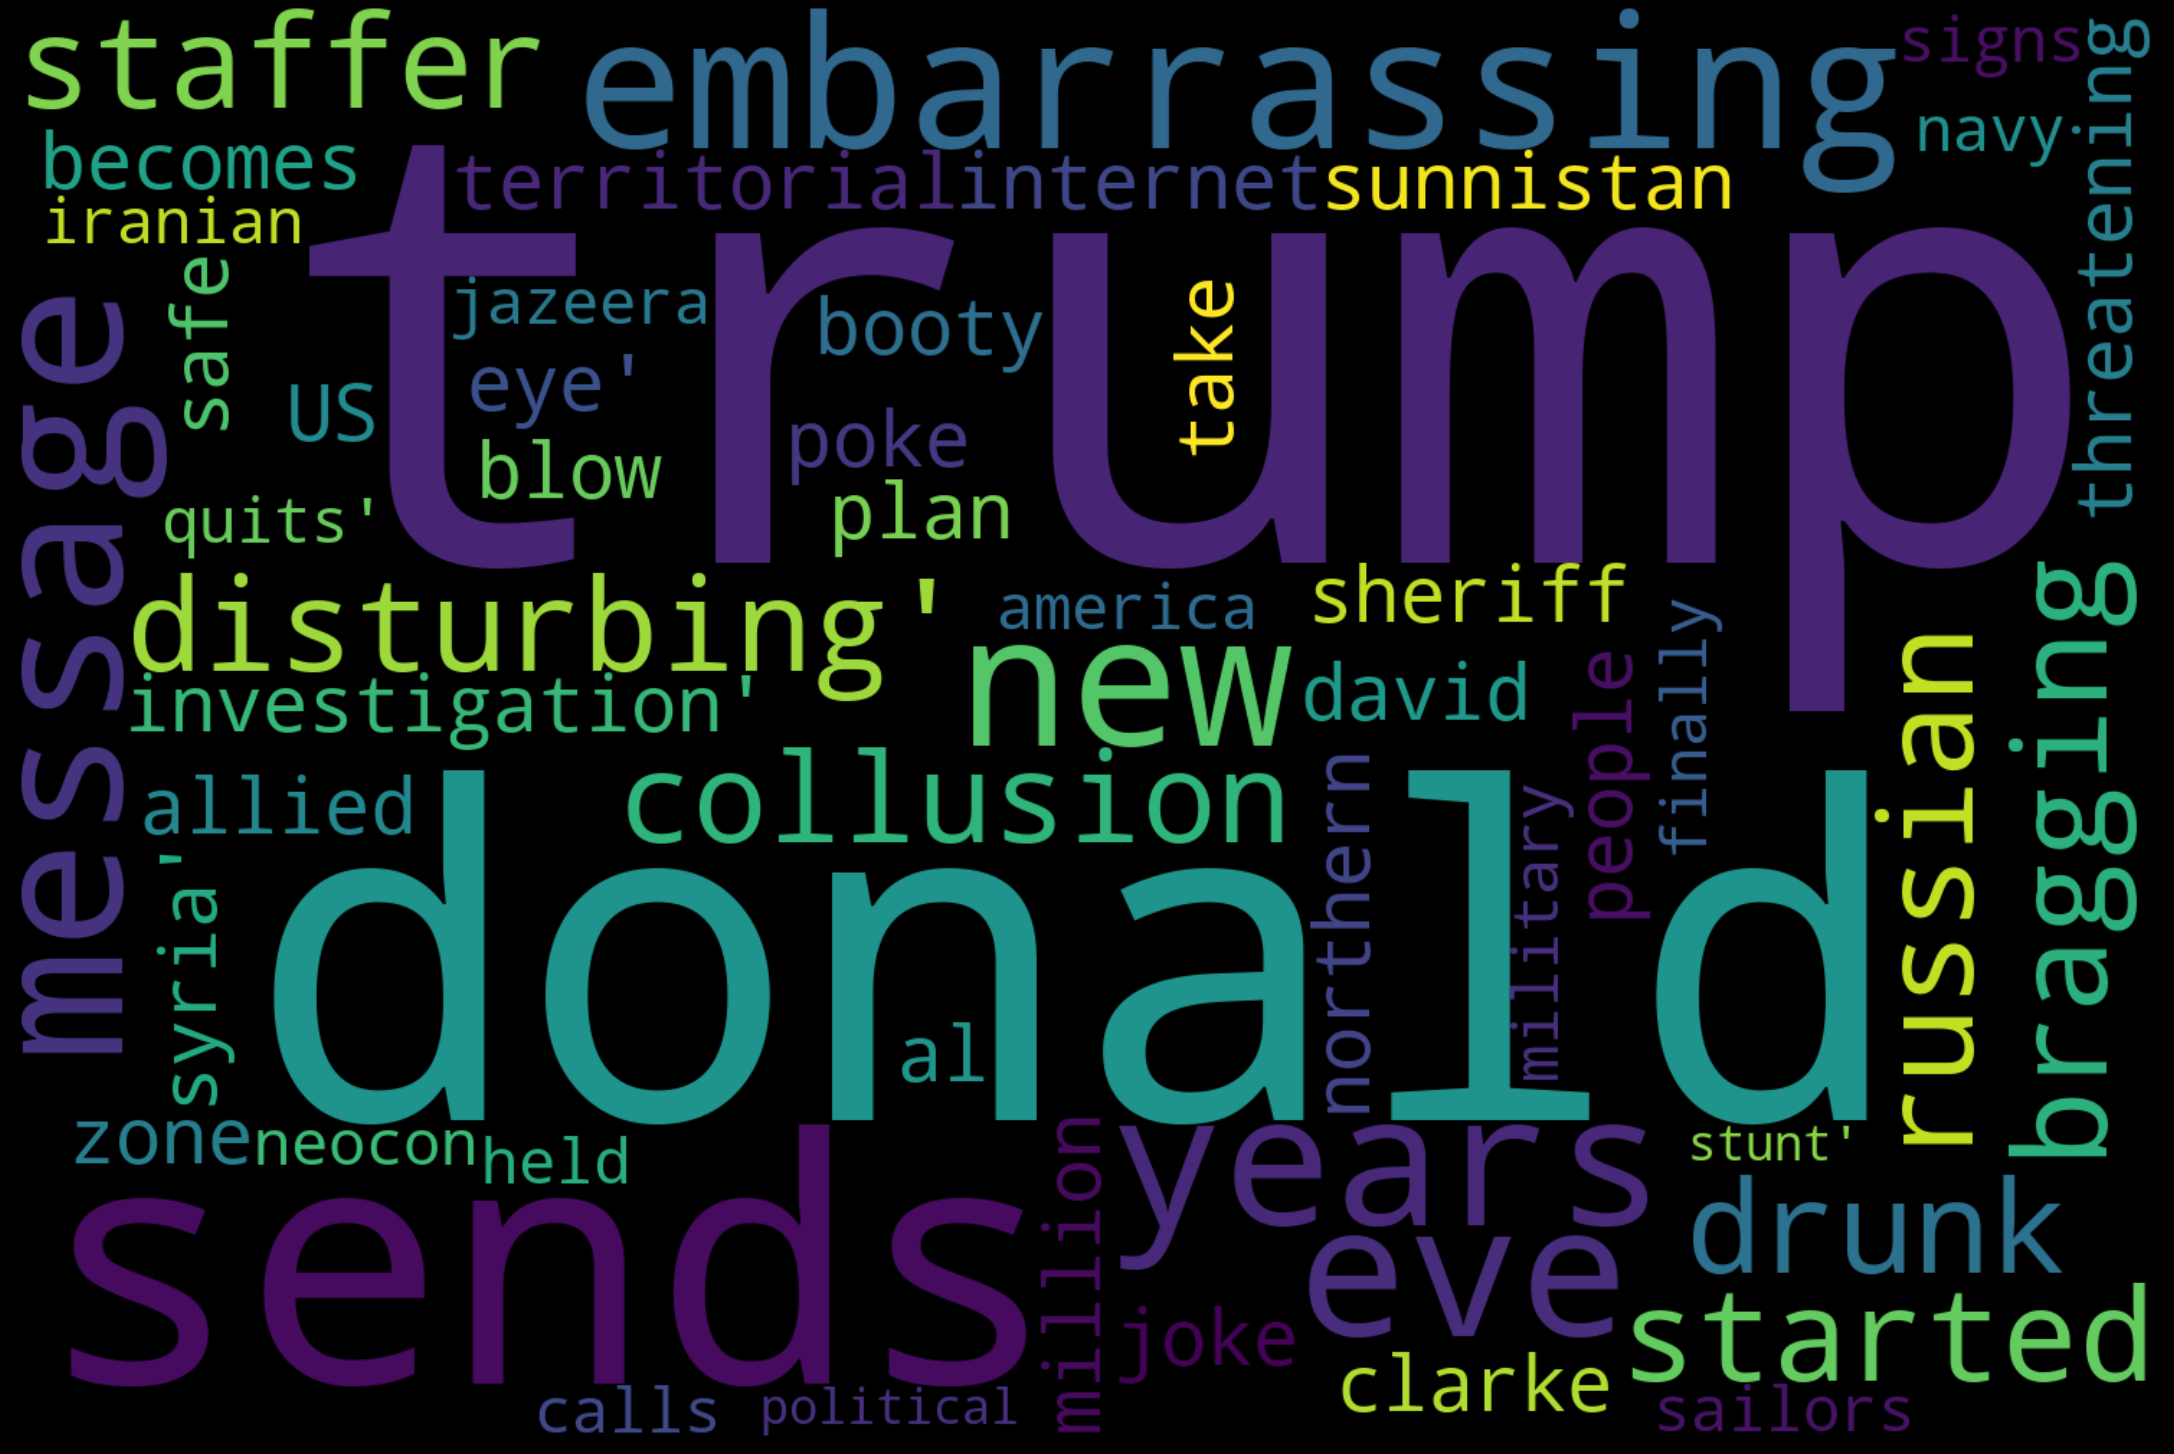 staffer
embarrassing
signs
becomes
navy
threatening
territorial
internet
sunnistan
iranian
trump
safe
jazeera
booty
take
message
US
eye'
poke
blow
plan
quits'
disturbing'
america
sheriff
new
david
people
finally
russian
bragging
investigation'
collusion
allied
northern
military
syria'
donald
al
zone
neocon
held
million
years
stunt'
sends
eve
drunk
joke
started
clarke
calls
political
sailors